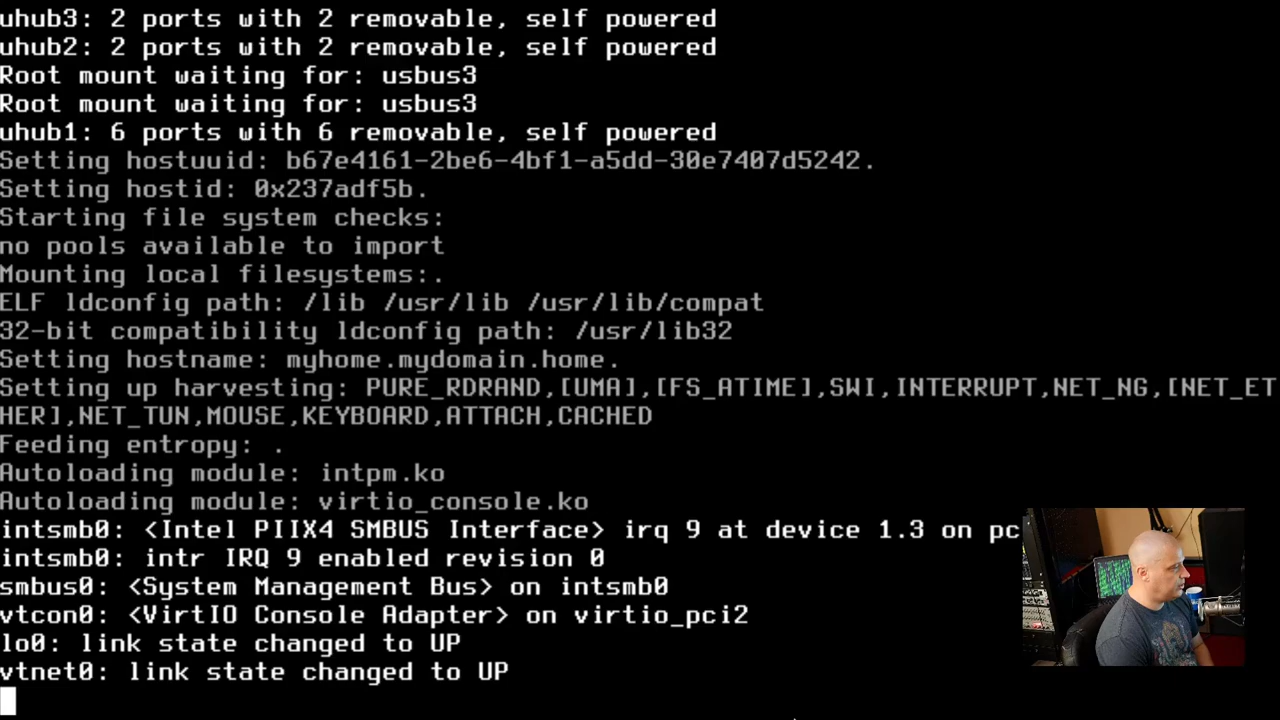 uhub3: 2 ports with 2 removable, self powered
uhub2: 2 ports with 2 removable, self powered
Root mount waiting for: usbus3
Root mount waiting for: usbus3
uhub1: 6 ports with 6 removable, self powered
Setting hostuuid: b67e4161-2be6-4bf1-a5dd-30e7407d5242.
Setting hostid: 0x237adf5b.
Starting file system checks:
no pools available to import
Mounting local filesystems:.
ELF ldconfig path: /lib /usr/lib /usr/lib/compat
32-bit compatibility ldconfig path: /usr/lib32
Setting hostname: myhome.mydomain.home.
Setting up harvesting: PURE_RDRAND,[UMA],[FS_ATIME],SWI,INTERRUPT,NET_NG,[NET_ET
HER],NET_TUN,MOUSE,KEYBOARD,ATTACH,CACHED
Feeding entropy: .
Autoloading module: intpm.ko
Autoloading module: virtio_console.ko
intsmb0: <Intel PIIX4 SMBUS Interface> irq 9 at device 1.3 on pc
intsmb0: intr IRQ 9 enabled revision 0
smbus0: <System Management Bus> on intsmb0
vtcon0: <VirtIO Console Adapter> on virtio_pci2
lo0: link state changed to UP
vtnet0: link state changed to UP